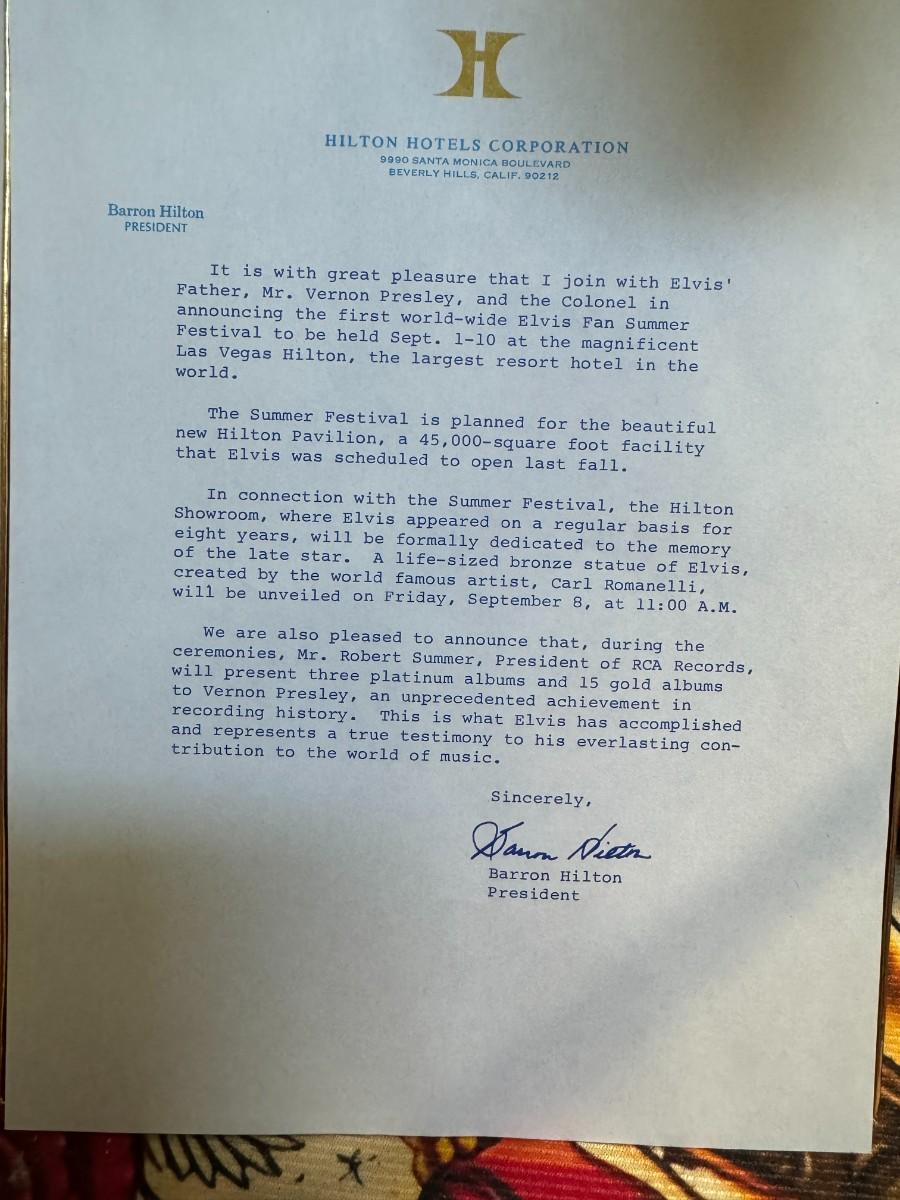 H
HILTON HOTELS CORPORATION
9990 SANTA MONICA BOULEVARD
BEVERLY HILLS, CALIF. 90212
Barron Hilton
PRESIDENT
It is with great pleasure that I join with Elvis'
Father, Mr. Vernon Presley, and the Colonel in
announcing the first world-wide Elvis Fan Summer
Festival to be held Sept. 1-10 at the magnificent
Las Vegas Hilton, the largest resort hotel in the
world.
The Summer Festival is planned for the beautiful
new Hilton Pavilion, a 45,000-square foot facility
that Elvis was scheduled to open last fall.
In connection with the Summer Festival, the Hilton
Showroom, where Elvis appeared on a regular basis for
eight years, will be formally dedicated to the memory
of the late star. A life-sized bronze statue of Elvis,
created by the world famous artist, Carl Romanelli,
will be unveiled on Friday, September 8, at 11:00 A.M.
We are also pleased to announce that, during the
ceremonies, Mr. Robert Summer, President of RCA Records,
will present three platinum albums and 15 gold albums
to Vernon Presley, an unprecedented achievement in
recording history. This is what Elvis has accomplished
and represents a true testimony to his everlasting con-
tribution to the world of music.
Sincerely,
Barron Hilton
Barron Hilton
President